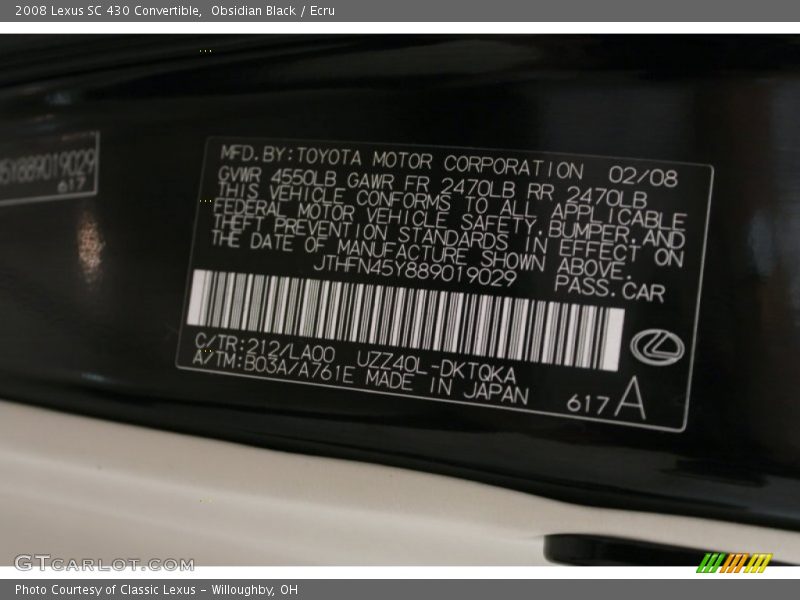 2008 Lexus SC 430 Convertible,  Obsidian Black / Ecru
5Y889019029
617
MFD.BY:TOYOTA MOTOR CORPORATION 02/08
GVWR 4550LB GAWR FR 2470LB RR 2470LB
THIS VEHICLE CONFORMS TO ALL APPLICABLE
FEDERAL MOTOR VEHICLE SAFETY,BUMPER,AND
THEFT PREVENTION STANDARDS IN EFFECT ON
THE DATE OF MANUFACTURE SHOWN ABOVE.
JTHFN45Y889019029 PASS.CAR
C/TR:212/LA00 UZZ40L-DKTQKA
A/TM:B03A/A761E MADE IN JAPAN
617 A
GTCARLOT.COM
Photo Courtesy of Classic Lexus - Willoughby, OH